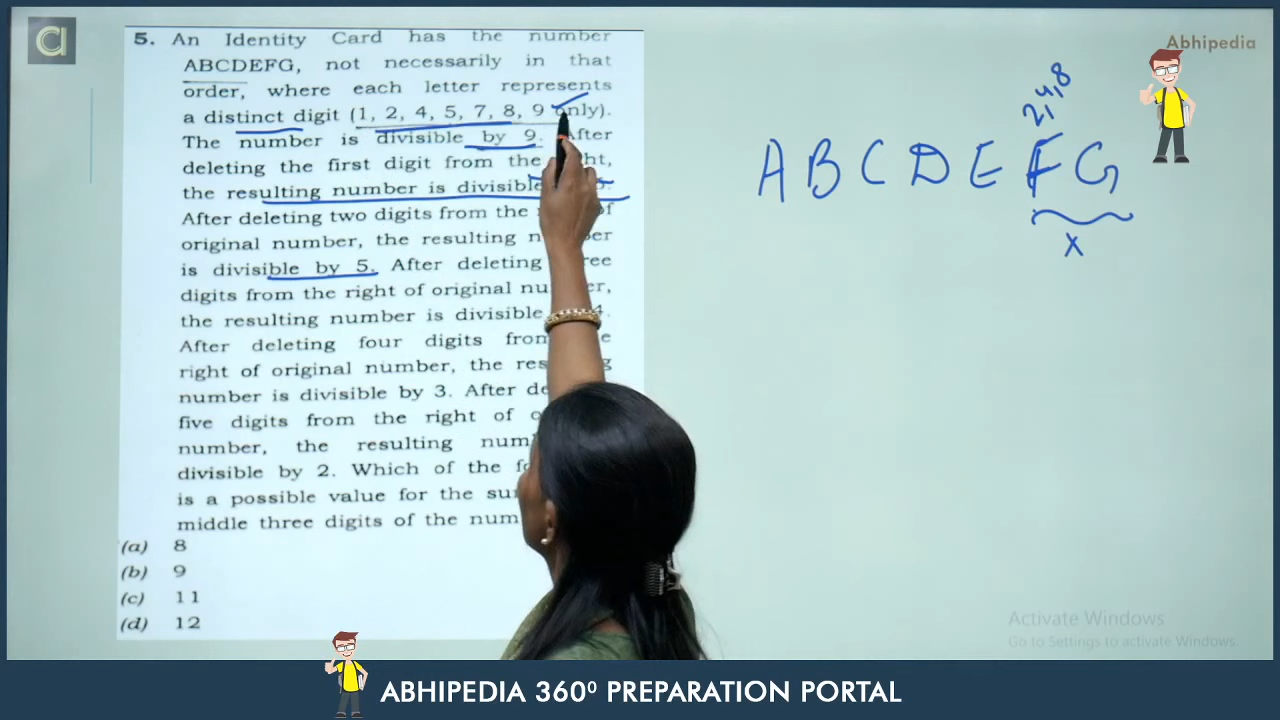 a
Abhipedia
5. An Identity Card has the number
ABCDEFG, not necessarily in that
order, where each letter represents
a distinct digit (1, 2, 4, 5, 7, 8, 9 only).
The number is divisible by 9. After
deleting the first digit from the
the resulting number is divisible
After deleting two digits from the of
original number, the resulting
is divisible by 5. After deleting
digits from the right of original
the resulting number is divisible
After deleting four digits from
right of original number, the
number is divisible by 3. After
five digits from the right of
number, the resulting
divisible by 2. Which of the
is a possible value for the
middle three digits of the
(a) 8
(b) 9
(c) 11
(d) 12
2, 4, 8
A B C D E F G
x
Activate Windows
Go to Settings to activate Windows.
ABHIPEDIA 360⁰ PREPARATION PORTAL